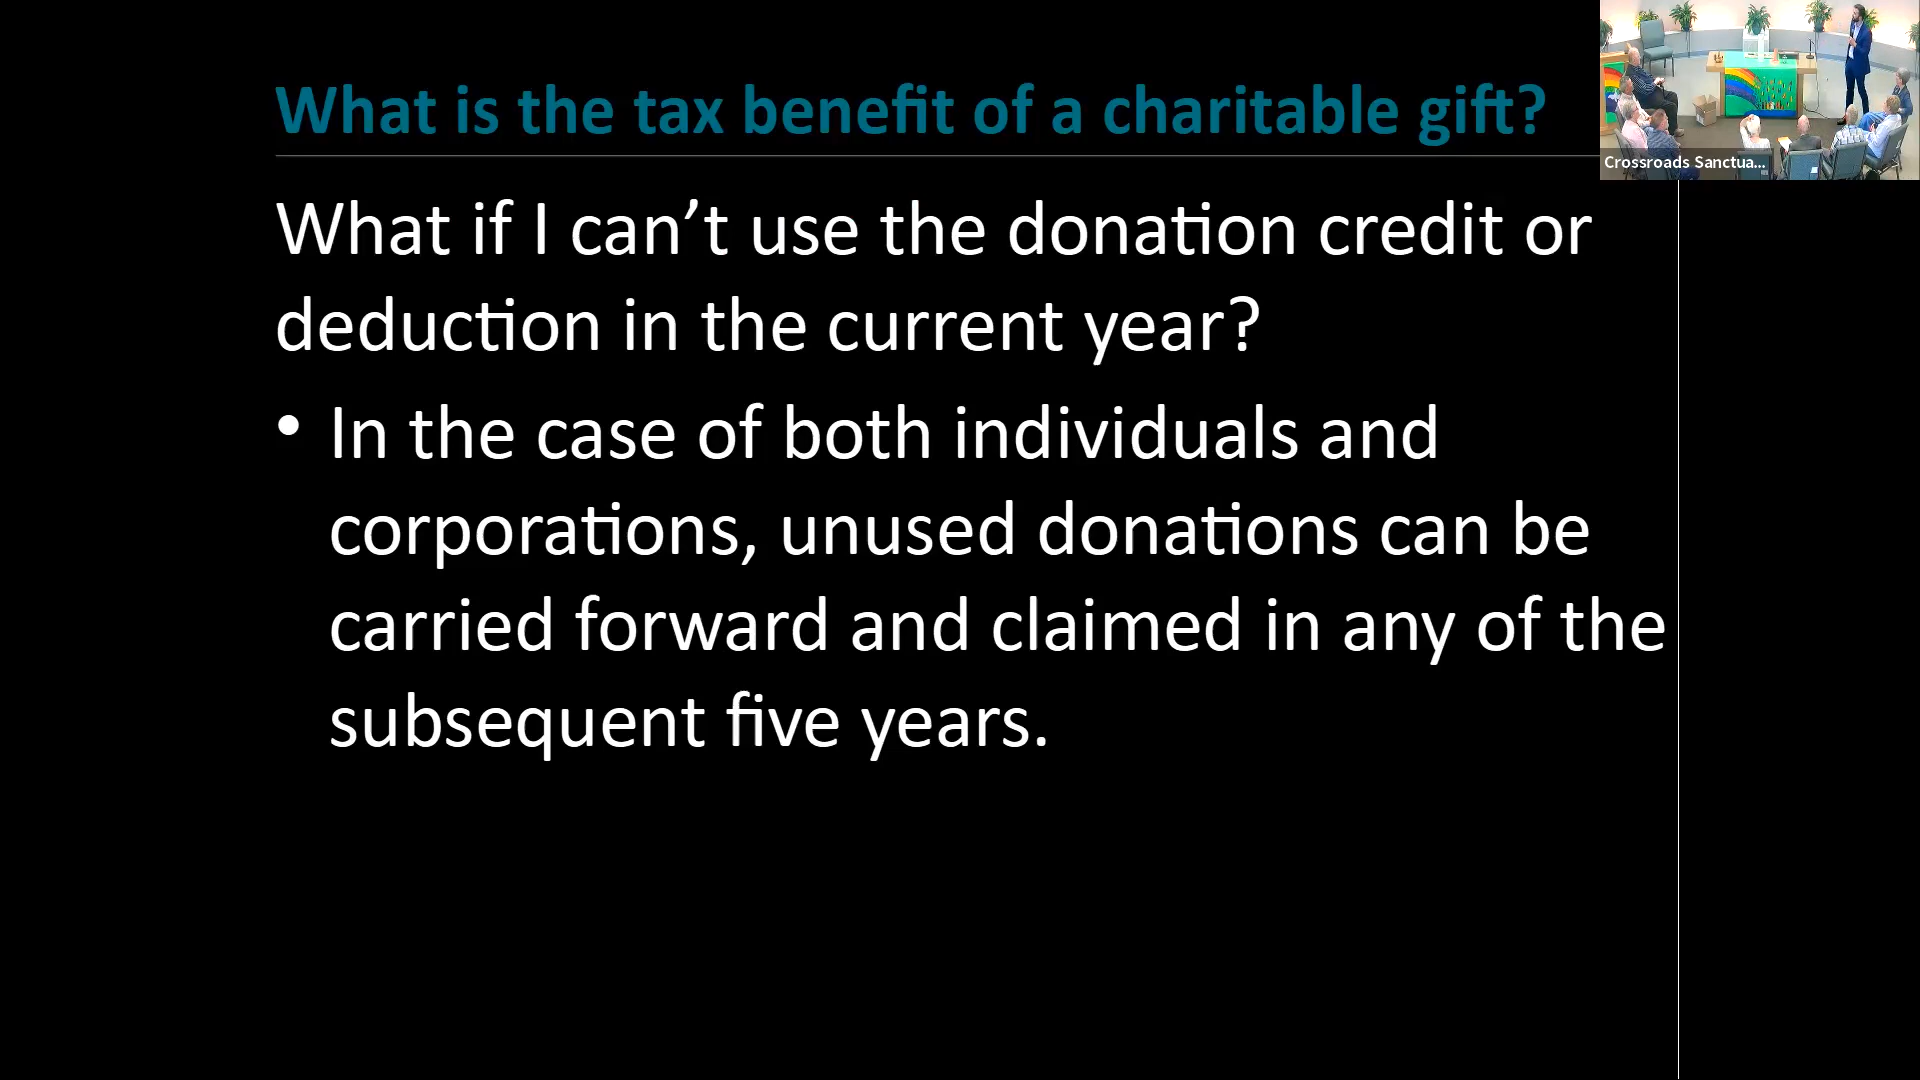 What is the tax benefit of a charitable gift?
Crossroads Sanctua...
What if I can’t use the donation credit or
deduction in the current year?
• In the case of both individuals and
corporations, unused donations can be
carried forward and claimed in any of the
subsequent five years.